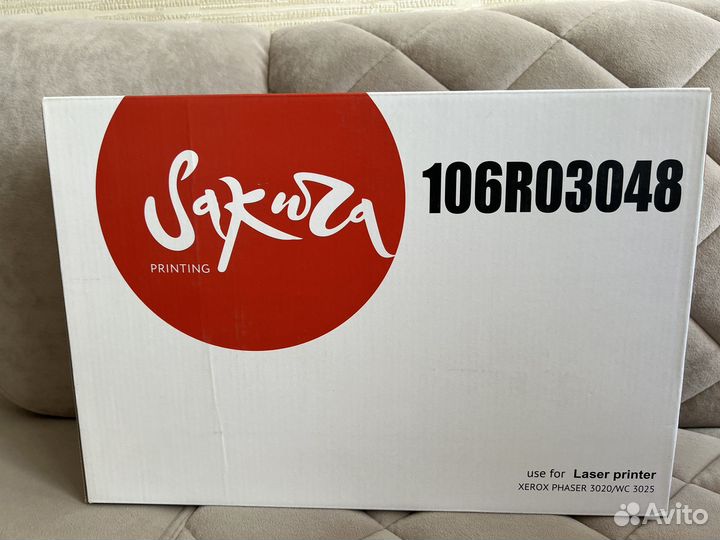 Sakura
PRINTING
106R03048
use for Laser printer
XEROX PHASER 3020/WC 3025
Avito